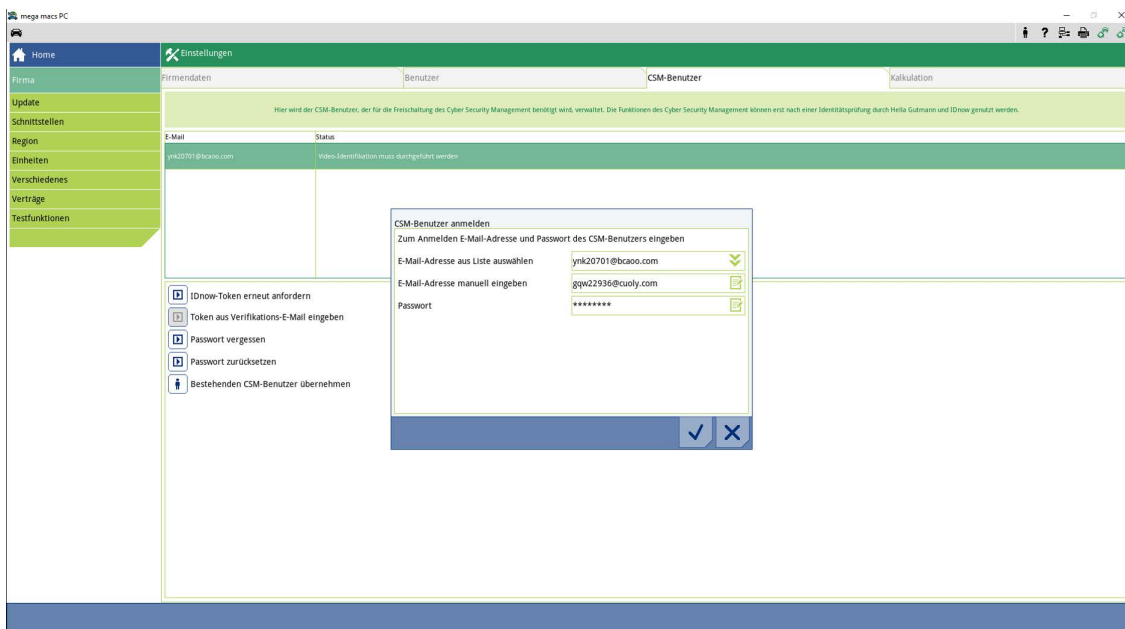 mega macs PC
Home
Einstellungen
Firma
Firmendaten
Benutzer
CSM-Benutzer
Kalkulation
Update
Schnittstellen
Region
Einheiten
Verschiedenes
Verträge
Testfunktionen
Hier wird der CSM-Benutzer, der für die Freischaltung des Cyber Security Management benötigt wird, verwaltet. Die Funktionen des Cyber Security Management können erst nach einer Identitätsprüfung durch Hella Gutmann und IDnow genutzt werden.
E-Mail
Status
ynk20701@bcaoo.com
Video-Identifikation muss durchgeführt werden
CSM-Benutzer anmelden
Zum Anmelden E-Mail-Adresse und Passwort des CSM-Benutzers eingeben
E-Mail-Adresse aus Liste auswählen
ynk20701@bcaoo.com
E-Mail-Adresse manuell eingeben
gqw22936@cuoly.com
Passwort
********
IDnow-Token erneut anfordern
Token aus Verifikations-E-Mail eingeben
Passwort vergessen
Passwort zurücksetzen
Bestehenden CSM-Benutzer übernehmen